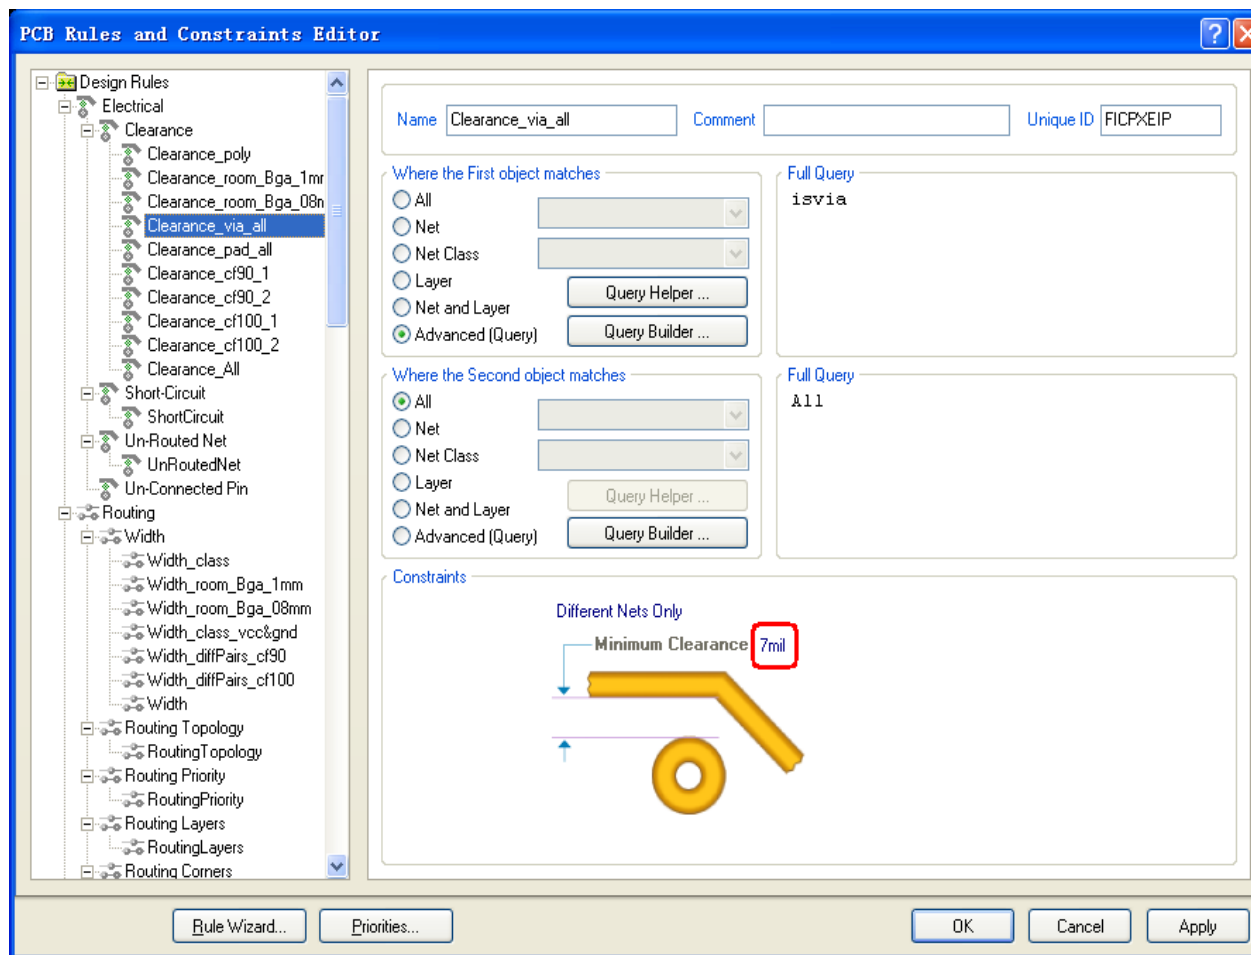 PCB Rules and Constraints Editor
Design Rules
Electrical
Clearance
Clearance_poly
Clearance_room_Bga_1mr
Clearance_room_Bga_08n
Clearance_via_all
Clearance_pad_all
Clearance_cf90_1
Clearance_cf90_2
Clearance_cf100_1
Clearance_cf100_2
Clearance_All
Short-Circuit
ShortCircuit
Un-Routed Net
UnRoutedNet
Un-Connected Pin
Routing
Width
Width_class
Width_room_Bga_1mm
Width_room_Bga_08mm
Width_class_vcc&gnd
Width_diffPairs_cf90
Width_diffPairs_cf100
Width
Routing Topology
RoutingTopology
Routing Priority
RoutingPriority
Routing Layers
RoutingLayers
Routing Corners
Name Clearance_via_all Comment Unique ID FICPXEIP
Where the First object matches
All
Net
Net Class
Layer
Net and Layer
Advanced (Query)
Query Helper ...
Query Builder ...
Full Query
isvia
Where the Second object matches
All
Net
Net Class
Layer
Net and Layer
Advanced (Query)
Query Helper ...
Query Builder ...
Full Query
All
Constraints
Different Nets Only
Minimum Clearance 7mil
Rule Wizard... Priorities... OK Cancel Apply